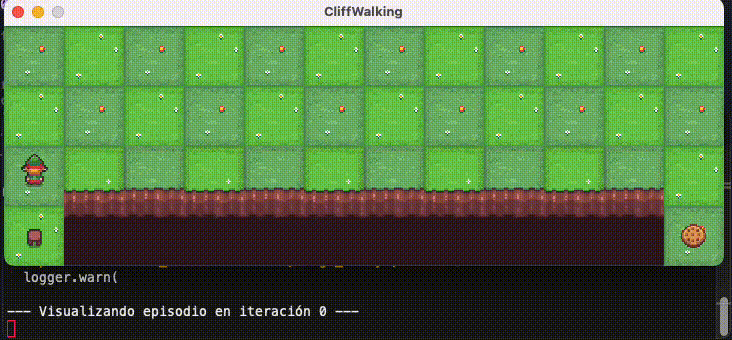 CliffWalking
logger.warn(
--- Visualizando episodio en iteración 0 ---